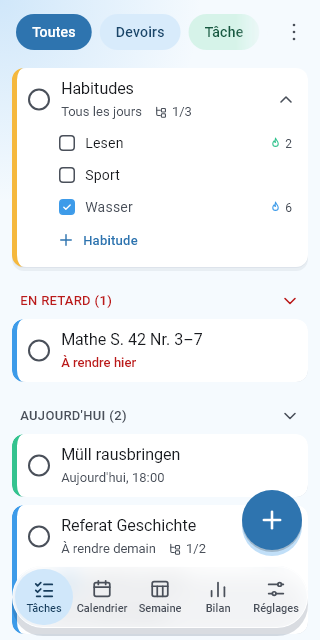 Toutes Devoirs Tâche
Habitudes
Tous les jours 1/3
Lesen 2
Sport
Wasser 6
+ Habitude
EN RETARD (1)
Mathe S. 42 Nr. 3–7
À rendre hier
AUJOURD'HUI (2)
Müll rausbringen
Aujourd'hui, 18:00
Referat Geschichte
À rendre demain 1/2
Tâches Calendrier Semaine Bilan Réglages